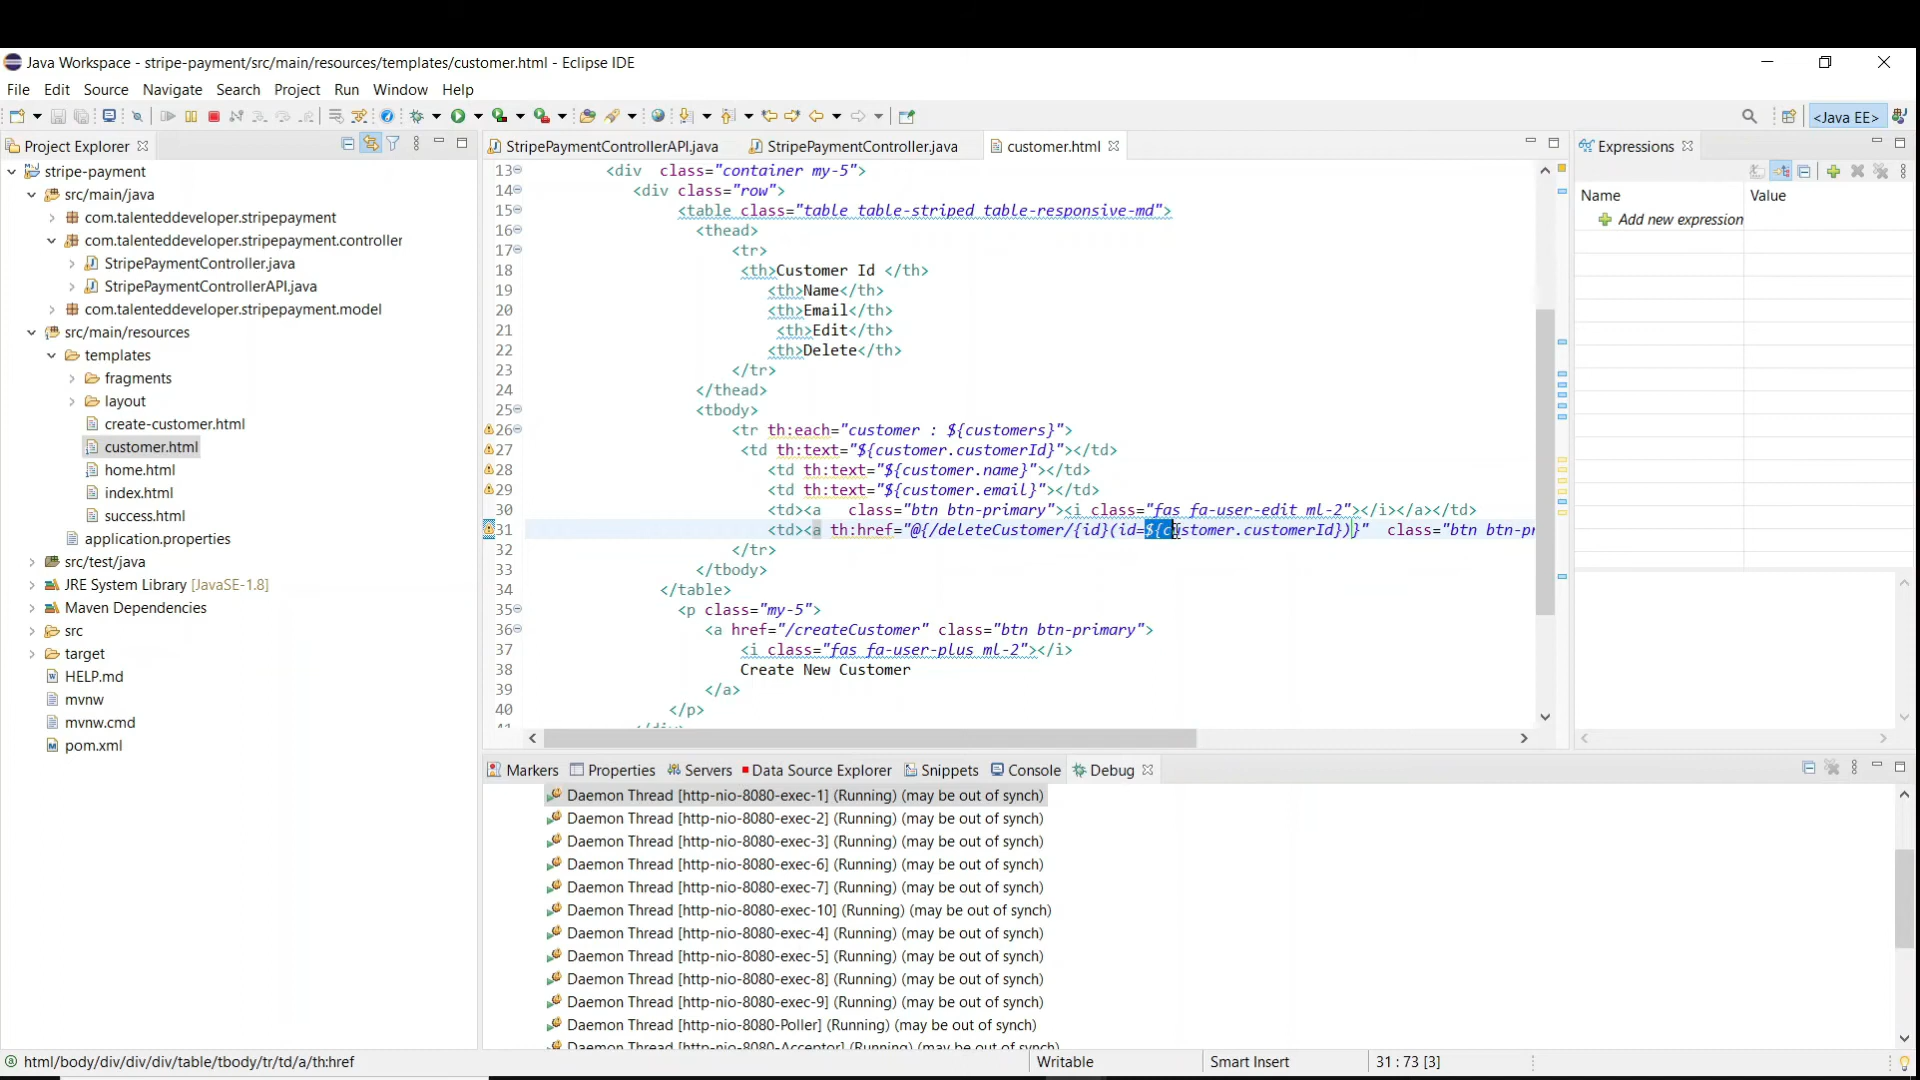 Java Workspace - stripe-payment/src/main/resources/templates/customer.html - Eclipse IDE
File Edit Source Navigate Search Project Run Window Help
<Java EE>
Project Explorer
stripe-payment
src/main/java
com.talenteddeveloper.stripepayment
com.talenteddeveloper.stripepayment.controller
StripePaymentController.java
StripePaymentControllerAPI.java
com.talenteddeveloper.stripepayment.model
src/main/resources
templates
fragments
layout
create-customer.html
customer.html
home.html
index.html
success.html
application.properties
src/test/java
JRE System Library [JavaSE-1.8]
Maven Dependencies
src
target
HELP.md
mvnw
mvnw.cmd
pom.xml
StripePaymentControllerAPI.java StripePaymentController.java customer.html
13 <div  class="container my-5">
14 <div class="row">
15 <table class="table table-striped table-responsive-md">
16 <thead>
17 <tr>
18 <th>Customer Id </th>
19 <th>Name</th>
20 <th>Email</th>
21 <th>Edit</th>
22 <th>Delete</th>
23 </tr>
24 </thead>
25 <tbody>
26 <tr th:each="customer : ${customers}">
27 <td th:text="${customer.customerId}"></td>
28 <td th:text="${customer.name}"></td>
29 <td th:text="${customer.email}"></td>
30 <td><a   class="btn btn-primary"><i class="fas fa-user-edit ml-2"></i></a></td>
31 <td><a th:href="@{/deleteCustomer/{id}(id=${customer.customerId})}"  class="btn btn-pr
32 </tr>
33 </tbody>
34 </table>
35 <p class="my-5">
36 <a href="/createCustomer" class="btn btn-primary">
37 <i class="fas fa-user-plus ml-2"></i>
38 Create New Customer
39 </a>
40 </p>
41 </div>
Expressions
Name Value
Add new expression
Markers Properties Servers Data Source Explorer Snippets Console Debug
Daemon Thread [http-nio-8080-exec-1] (Running) (may be out of synch)
Daemon Thread [http-nio-8080-exec-2] (Running) (may be out of synch)
Daemon Thread [http-nio-8080-exec-3] (Running) (may be out of synch)
Daemon Thread [http-nio-8080-exec-6] (Running) (may be out of synch)
Daemon Thread [http-nio-8080-exec-7] (Running) (may be out of synch)
Daemon Thread [http-nio-8080-exec-10] (Running) (may be out of synch)
Daemon Thread [http-nio-8080-exec-4] (Running) (may be out of synch)
Daemon Thread [http-nio-8080-exec-5] (Running) (may be out of synch)
Daemon Thread [http-nio-8080-exec-8] (Running) (may be out of synch)
Daemon Thread [http-nio-8080-exec-9] (Running) (may be out of synch)
Daemon Thread [http-nio-8080-Poller] (Running) (may be out of synch)
Daemon Thread [http-nio-8080-Acceptor] (Running) (may be out of synch)
html/body/div/div/div/table/tbody/tr/td/a/th:href Writable Smart Insert 31 : 73 [3]